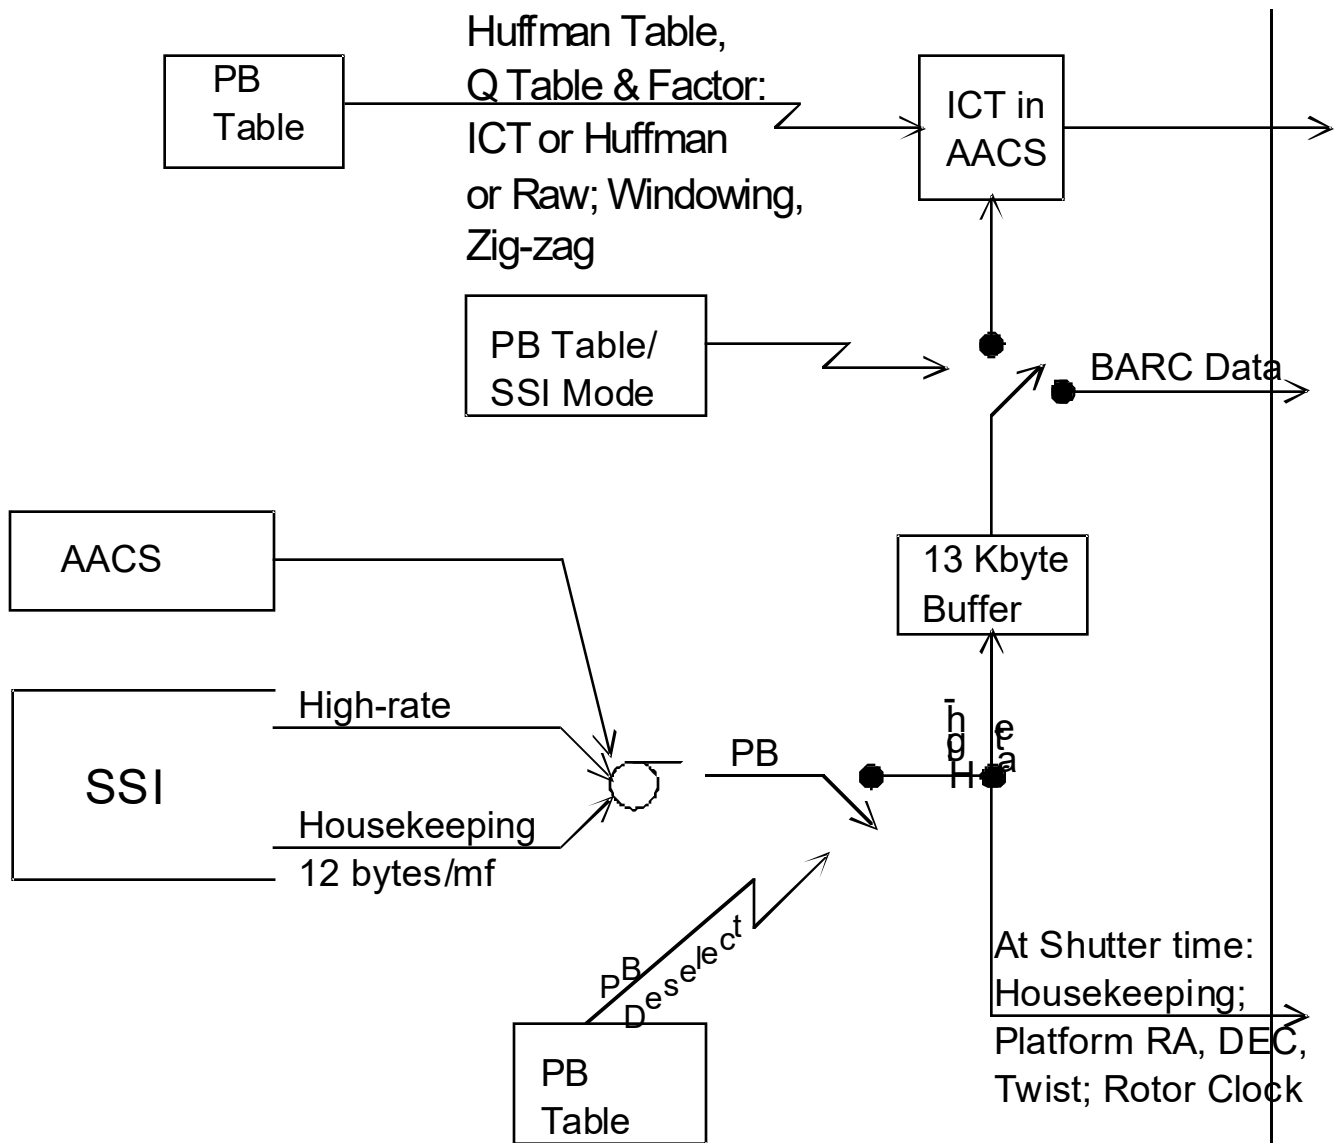 Huffman Table,
Q Table & Factor:
ICT or Huffman
or Raw; Windowing,
Zig-zag
PB
Table
ICT in
AACS
PB Table/
SSI Mode
BARC Data
AACS
13 Kbyte
Buffer
SSI
High-rate
Housekeeping
12 bytes/mf
PB
High-
rate
PB
Deselect
PB
Table
At Shutter time:
Housekeeping;
Platform RA, DEC,
Twist; Rotor Clock